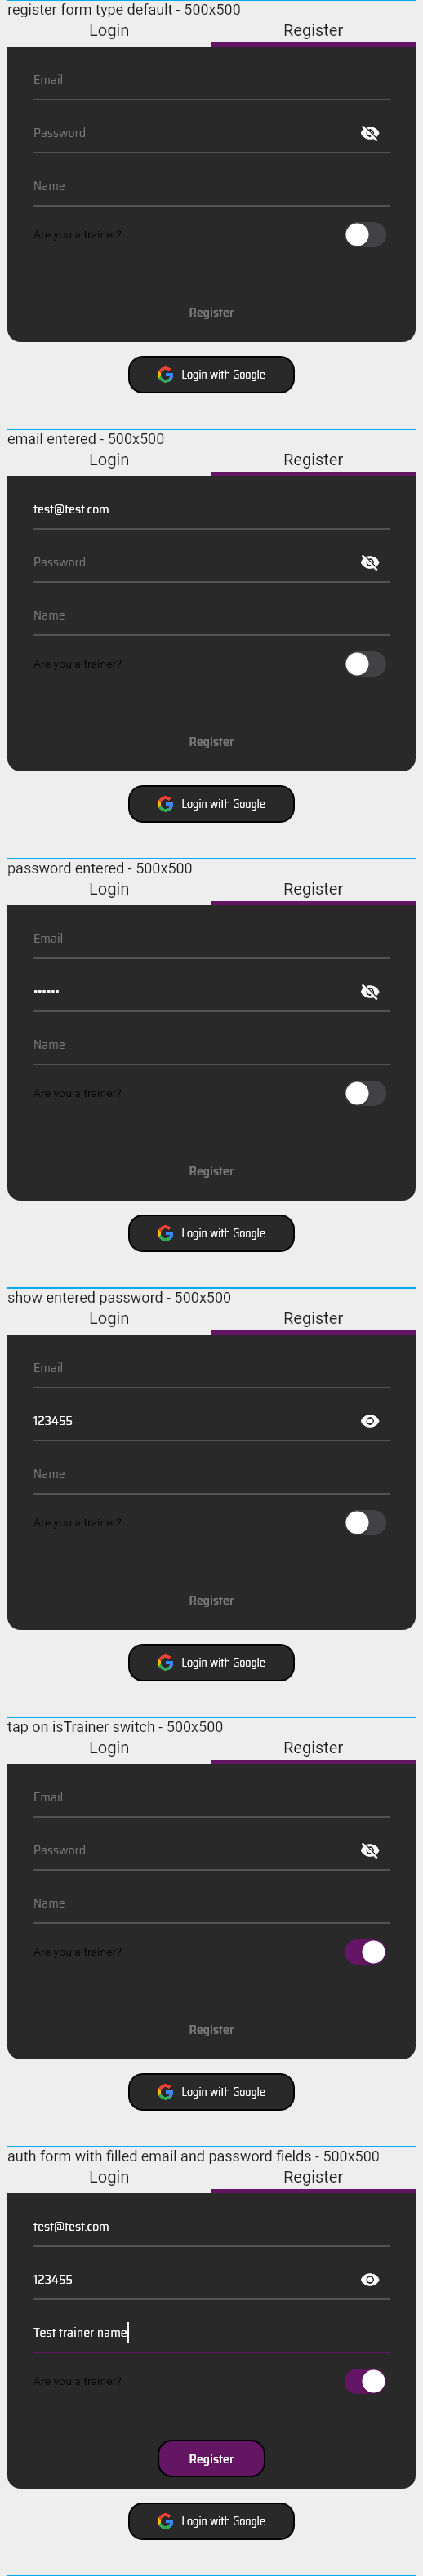 register form type default - 500x500
Login Register
Email
Password
Name
Are you a trainer?
Register
Login with Google
email entered - 500x500
Login Register
test@test.com
Password
Name
Are you a trainer?
Register
Login with Google
password entered - 500x500
Login Register
Email
••••••
Name
Are you a trainer?
Register
Login with Google
show entered password - 500x500
Login Register
Email
123455
Name
Are you a trainer?
Register
Login with Google
tap on isTrainer switch - 500x500
Login Register
Email
Password
Name
Are you a trainer?
Register
Login with Google
auth form with filled email and password fields - 500x500
Login Register
test@test.com
123455
Test trainer name
Are you a trainer?
Register
Login with Google